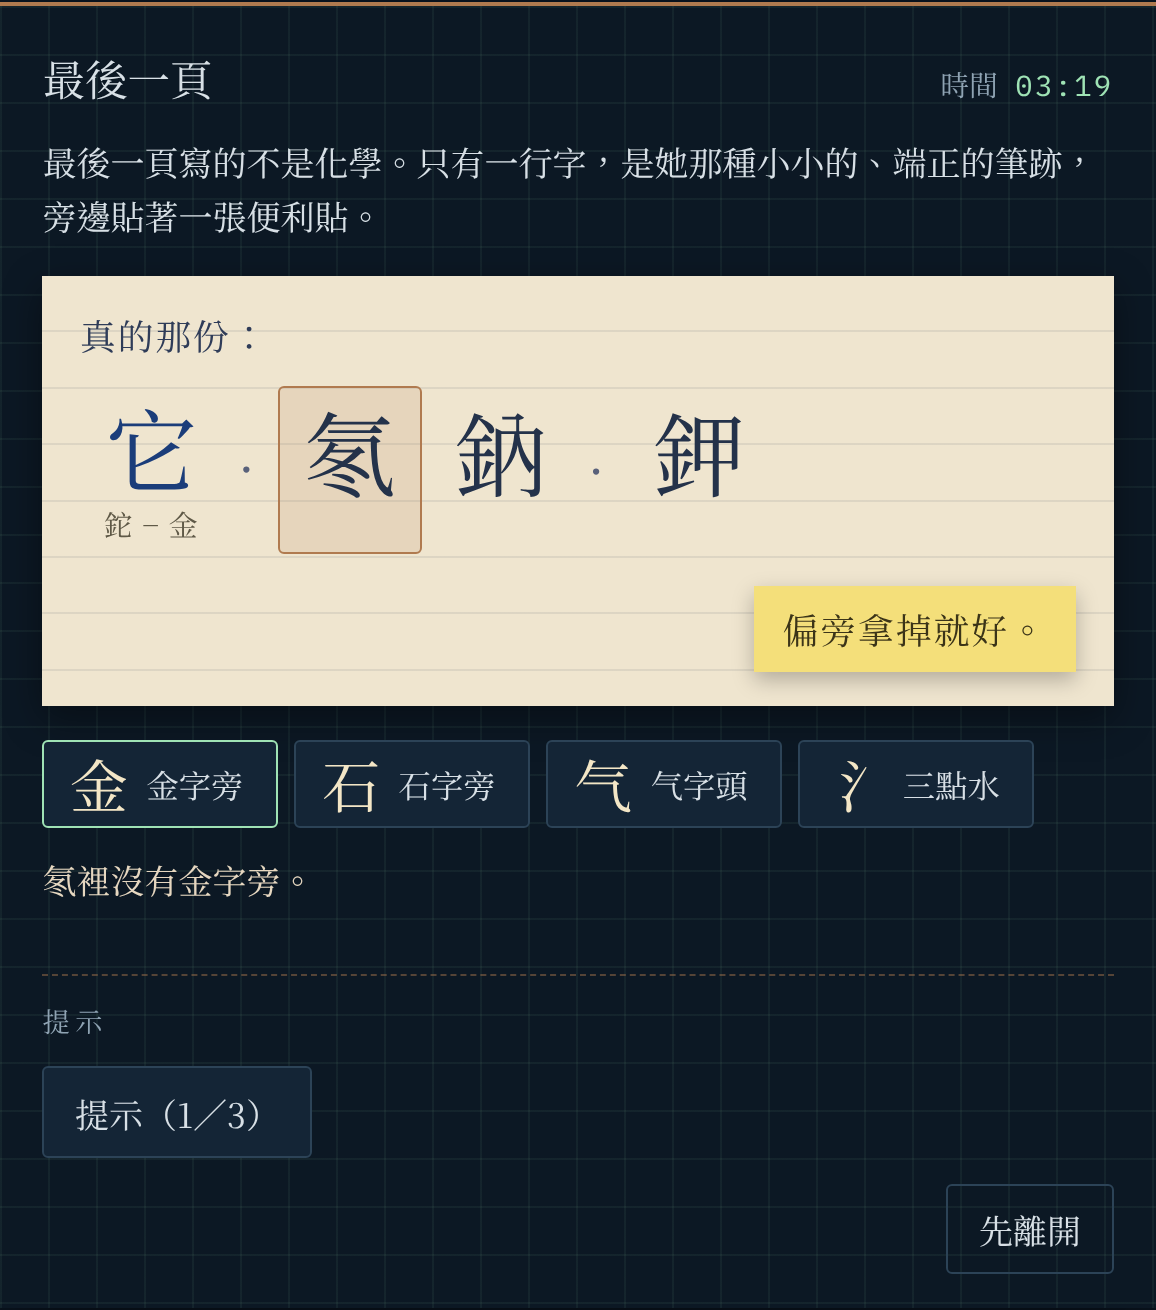 最後一頁
時間 03:19
最後一頁寫的不是化學。只有一行字，是她那種小小的、端正的筆跡，
旁邊貼著一張便利貼。
真的那份：
它 · 氡 鈉 · 鉀
鉈 − 金
偏旁拿掉就好。
金 金字旁
石 石字旁
气 气字頭
氵 三點水
氡裡沒有金字旁。
提示
提示（1／3）
先離開